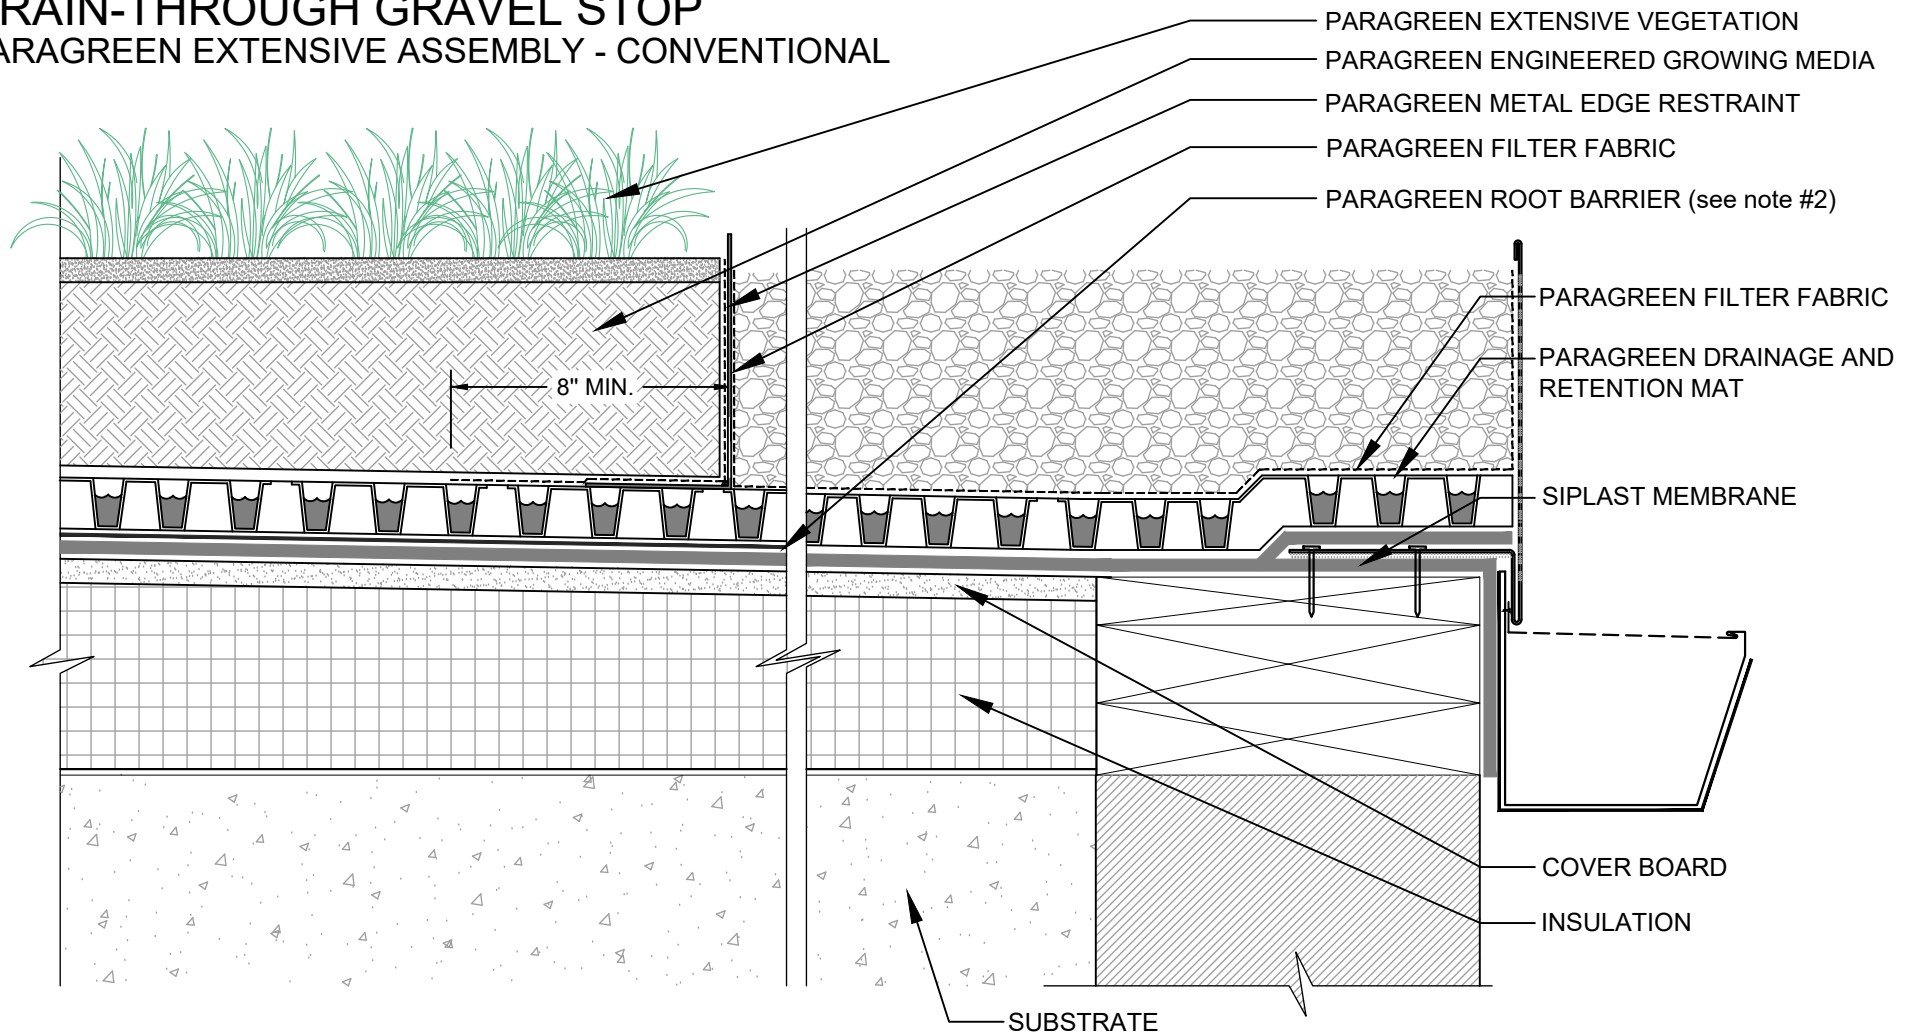 RAIN-THROUGH GRAVEL STOP
ARAGREEN EXTENSIVE ASSEMBLY - CONVENTIONAL
PARAGREEN EXTENSIVE VEGETATION
PARAGREEN ENGINEERED GROWING MEDIA
PARAGREEN METAL EDGE RESTRAINT
PARAGREEN FILTER FABRIC
PARAGREEN ROOT BARRIER (see note #2)
PARAGREEN FILTER FABRIC
PARAGREEN DRAINAGE AND
RETENTION MAT
8" MIN.
SIPLAST MEMBRANE
COVER BOARD
INSULATION
SUBSTRATE